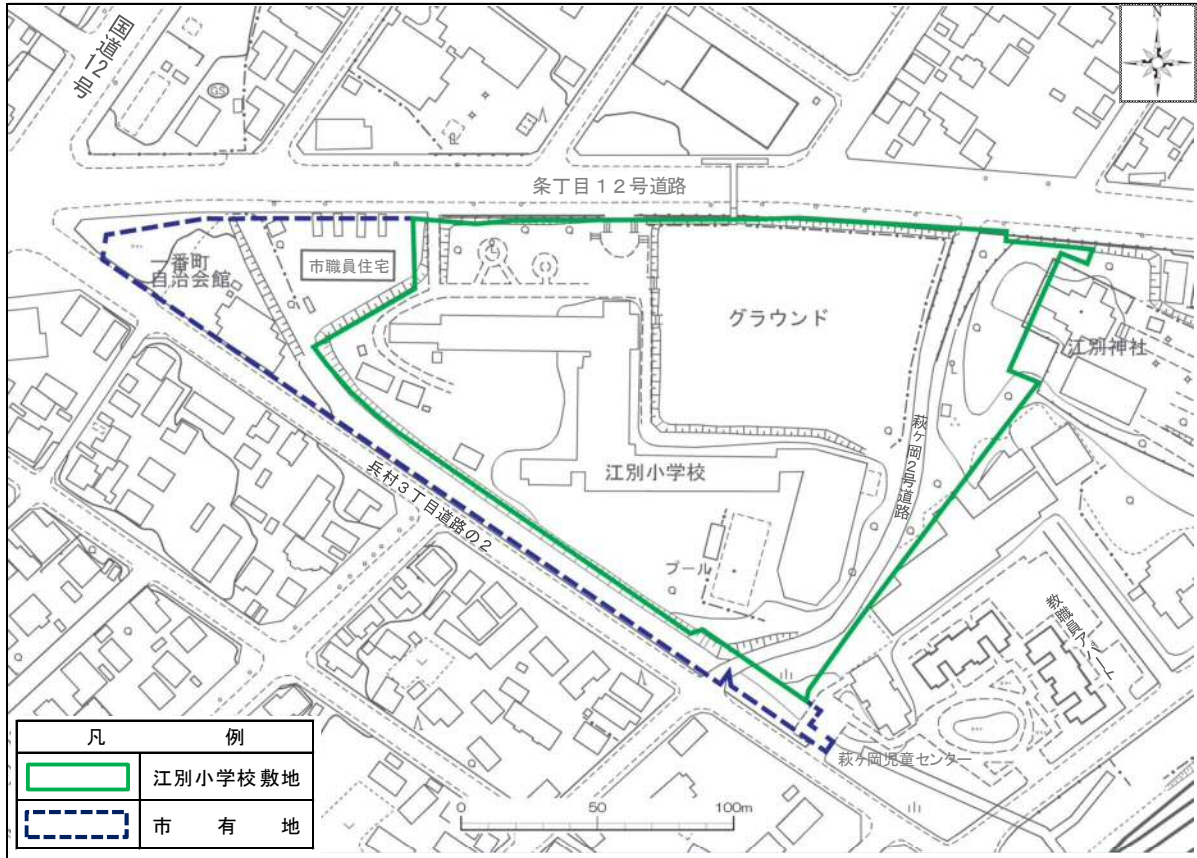 国道12号
N
GS
条丁目１２号道路
一番町
自治会館
市職員住宅
グラウンド
江別神社
萩ヶ岡２号道路
江別小学校
兵村３丁目道路の２
プール
教職員アパート
萩ヶ岡児童センター
凡例
江別小学校敷地
市有地
0 50 100m